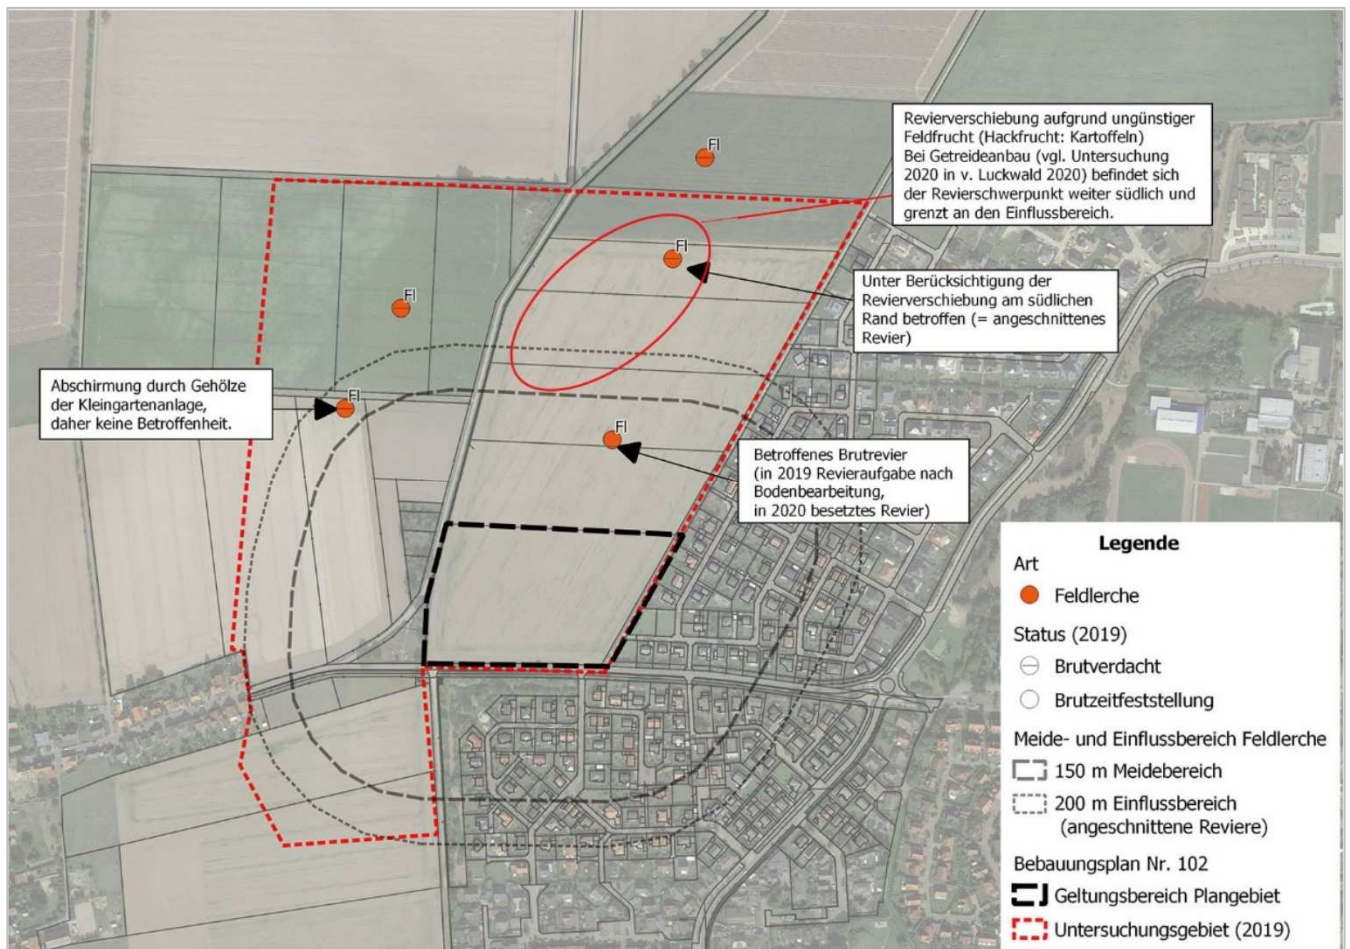 Revierverschiebung aufgrund ungünstiger
Feldfrucht (Hackfrucht: Kartoffeln)
Bei Getreideanbau (vgl. Untersuchung
2020 in v. Luckwald 2020) befindet sich
der Revierschwerpunkt weiter südlich und
grenzt an den Einflussbereich.
Fl
Fl
Unter Berücksichtigung der
Revierverschiebung am südlichen
Rand betroffen (= angeschnittenes
Revier)
Fl
Abschirmung durch Gehölze
der Kleingartenanlage,
daher keine Betroffenheit.
Fl
Fl
Betroffenes Brutrevier
(in 2019 Revieraufgabe nach
Bodenbearbeitung,
in 2020 besetztes Revier)
Legende
Art
Feldlerche
Status (2019)
Brutverdacht
Brutzeitfeststellung
Meide- und Einflussbereich Feldlerche
150 m Meidebereich
200 m Einflussbereich
(angeschnittene Reviere)
Bebauungsplan Nr. 102
Geltungsbereich Plangebiet
Untersuchungsgebiet (2019)